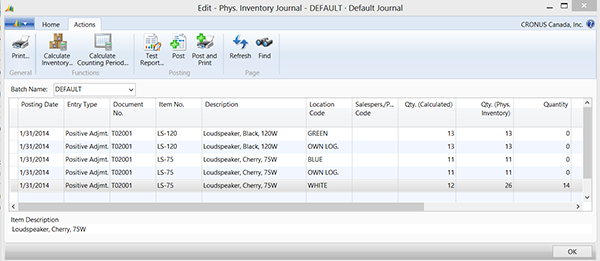 Edit - Phys. Inventory Journal - DEFAULT - Default Journal
Home Actions CRONUS Canada, Inc.
Print... Calculate Inventory... Calculate Counting Period... Test Report... Post Post and Print Refresh Find
General Functions Posting Page
Batch Name: DEFAULT
Posting Date Entry Type Document No. Item No. Description Location Code Salespers./P... Code Qty. (Calculated) Qty. (Phys. Inventory) Quantity
1/31/2014 Positive Adjmt. T02001 LS-120 Loudspeaker, Black, 120W GREEN 13 13 0
1/31/2014 Positive Adjmt. T02001 LS-120 Loudspeaker, Black, 120W OWN LOG. 13 13 0
1/31/2014 Positive Adjmt. T02001 LS-75 Loudspeaker, Cherry, 75W BLUE 11 11 0
1/31/2014 Positive Adjmt. T02001 LS-75 Loudspeaker, Cherry, 75W OWN LOG. 11 11 0
1/31/2014 Positive Adjmt. T02001 LS-75 Loudspeaker, Cherry, 75W WHITE 12 26 14
Item Description
Loudspeaker, Cherry, 75W
OK